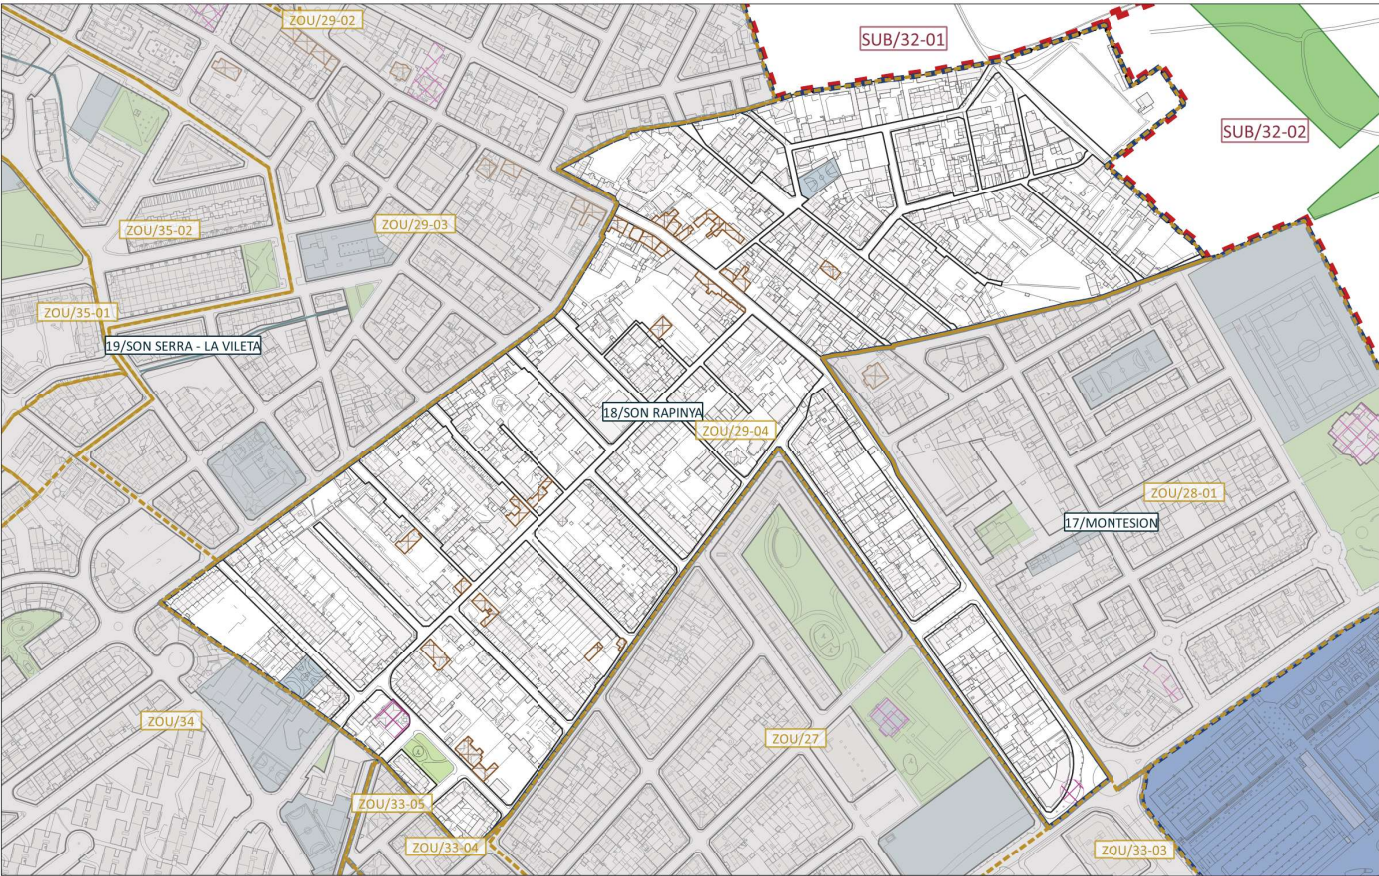 ZOU/29-02
SUB/32-01
SUB/32-02
ZOU/35-02
ZOU/29-03
ZOU/35-01
19/SON SERRA - LA VILETA
18/SON RAPINYA
ZOU/29-04
ZOU/28-01
17/MONTESION
ZOU/34
ZOU/27
ZOU/33-05
ZOU/33-04
ZOU/33-03